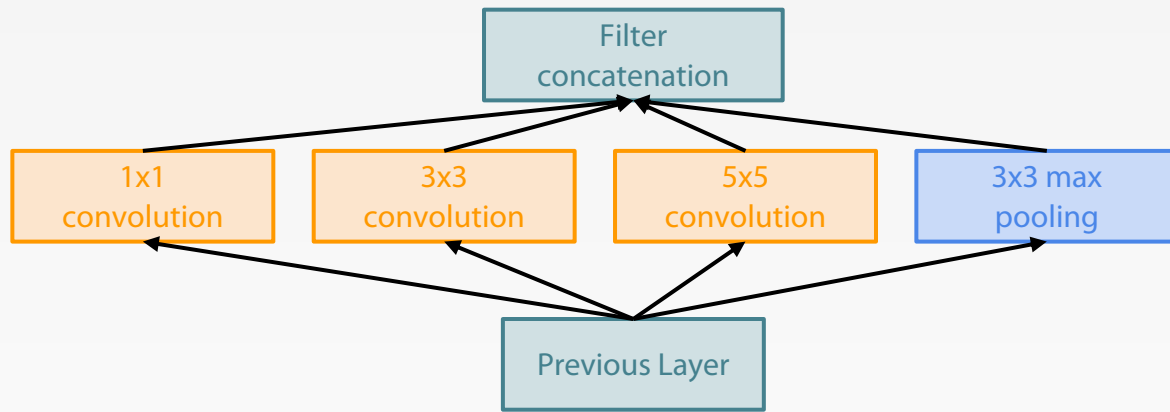 Filter
concatenation
1x1
convolution
3x3
convolution
5x5
convolution
3x3 max
pooling
Previous Layer